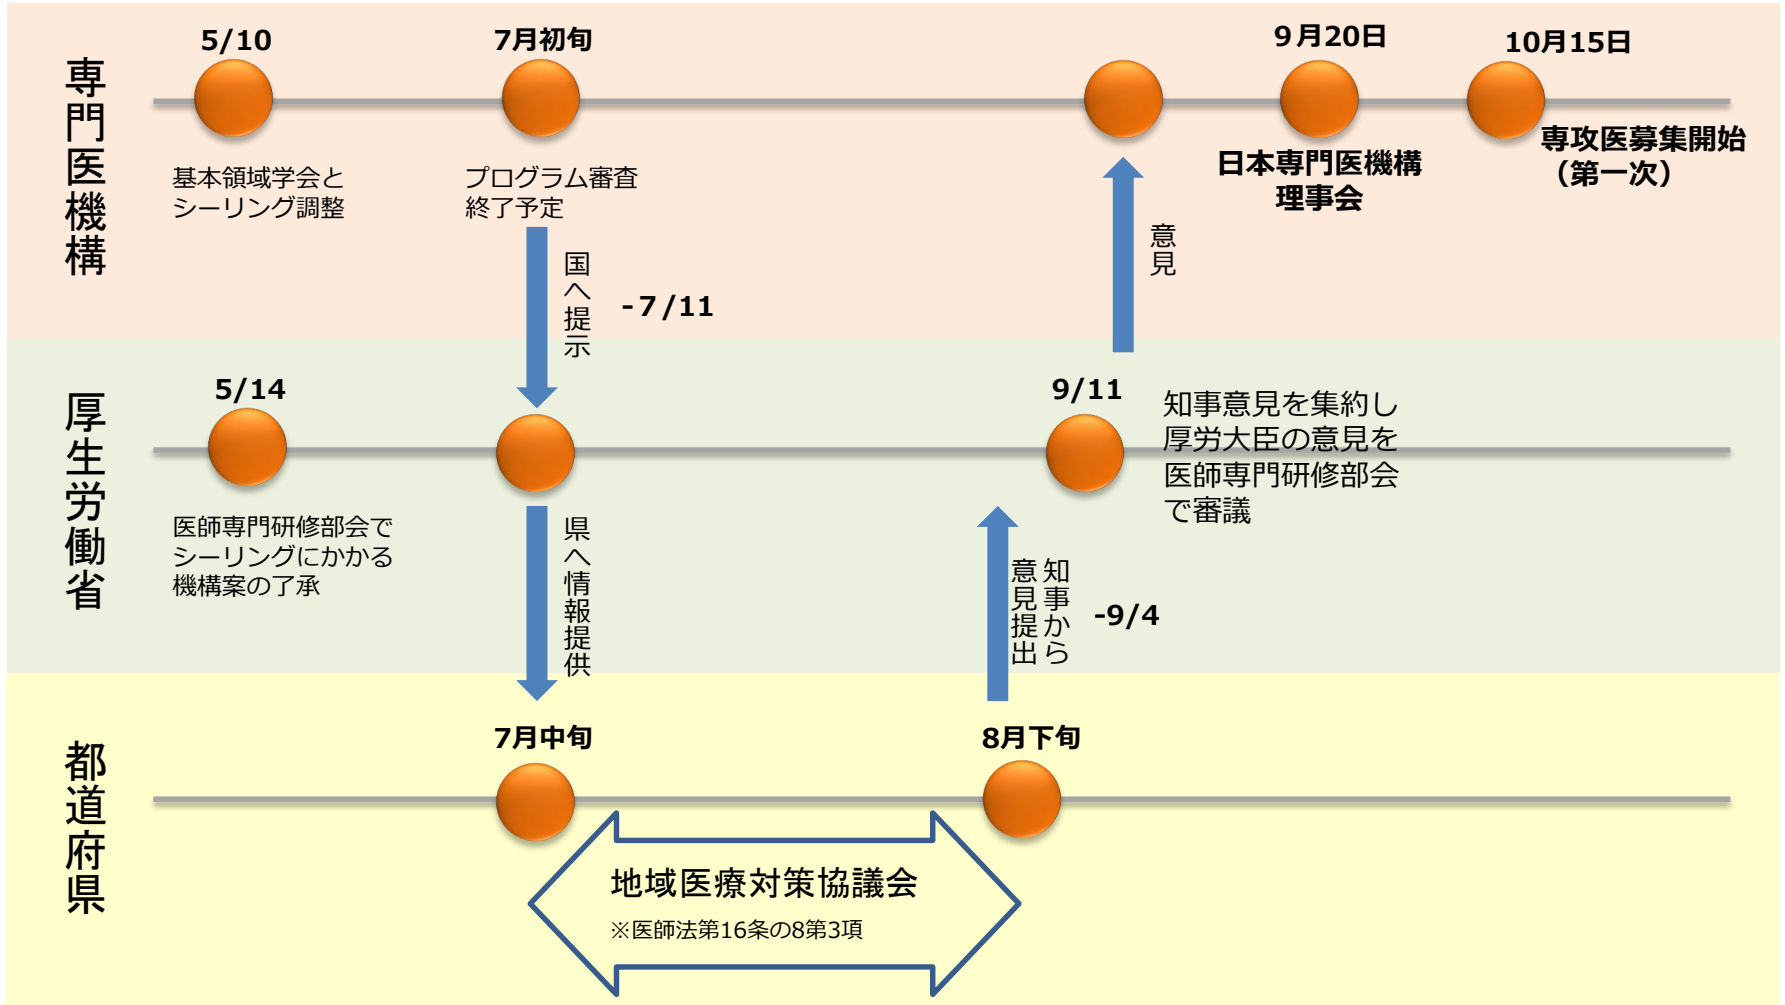 専門医機構
5/10
7月初旬
９月20日
10月15日
基本領域学会と
シーリング調整
プログラム審査
終了予定
日本専門医機構
理事会
専攻医募集開始
（第一次）
国へ提示
-７/11
意見
厚生労働省
5/14
9/11
医師専門研修部会で
シーリングにかかる
機構案の了承
県へ情報提供
知事から
意見提出
-9/4
知事意見を集約し
厚労大臣の意見を
医師専門研修部会
で審議
都道府県
7月中旬
8月下旬
地域医療対策協議会
※医師法第16条の8第3項